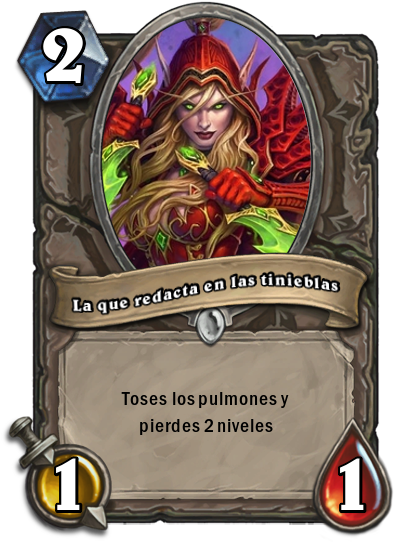 2
La que redacta en las tinieblas
Toses los pulmones y
pierdes 2 niveles
1
1